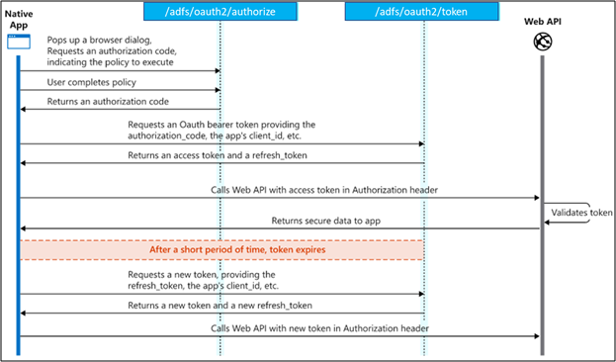 Native
App
/adfs/oauth2/authorize
/adfs/oauth2/token
Web API
Pops up a browser dialog,
Requests an authorization code,
indicating the policy to execute
User completes policy
Returns an authorization code
Requests an Oauth bearer token providing the
authorization_code, the app's client_id, etc.
Returns an access token and a refresh_token
Calls Web API with access token in Authorization header
Validates token
Returns secure data to app
After a short period of time, token expires
Requests a new token, providing the
refresh_token, the app's client_id, etc.
Returns a new token and a new refresh_token
Calls Web API with new token in Authorization header